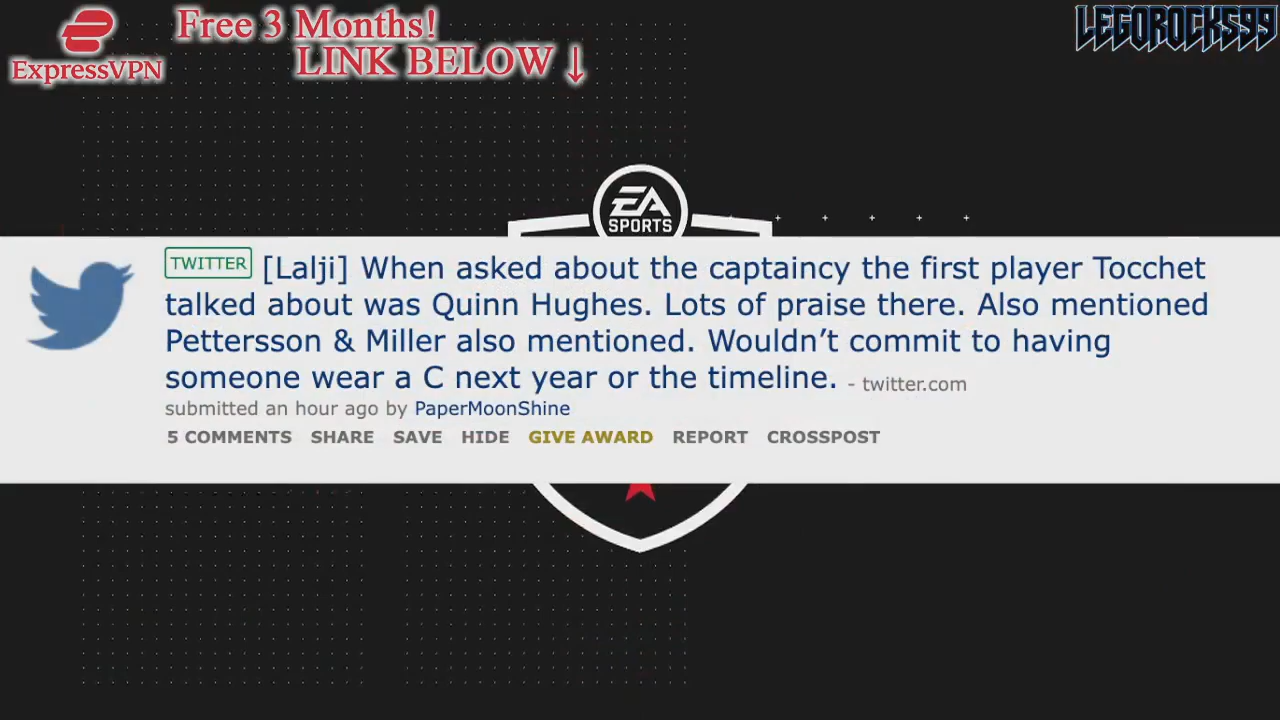 Free 3 Months!
LINK BELOW ↓
ExpressVPN
LEGOROCKS99
EA
SPORTS
TWITTER [Lalji] When asked about the captaincy the first player Tocchet
talked about was Quinn Hughes. Lots of praise there. Also mentioned
Pettersson & Miller also mentioned. Wouldn’t commit to having
someone wear a C next year or the timeline. - twitter.com
submitted an hour ago by PaperMoonShine
5 COMMENTS SHARE SAVE HIDE GIVE AWARD REPORT CROSSPOST